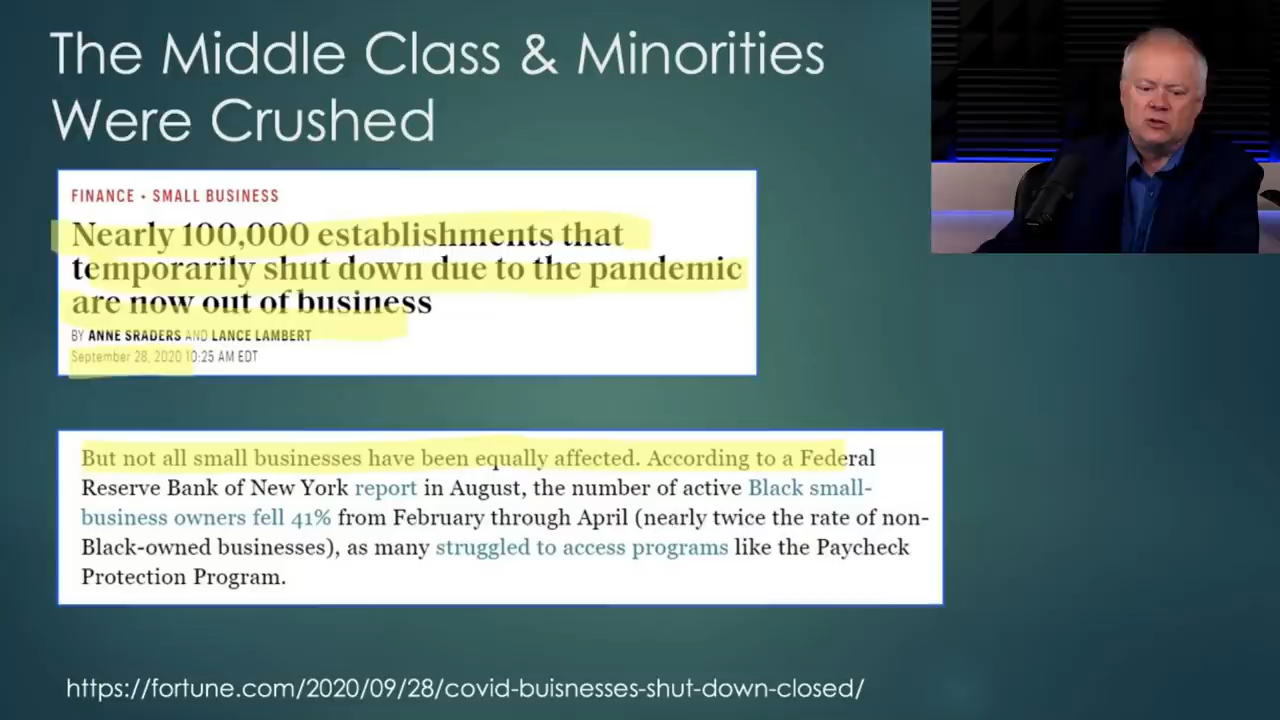 The Middle Class & Minorities
Were Crushed
FINANCE • SMALL BUSINESS
Nearly 100,000 establishments that
temporarily shut down due to the pandemic
are now out of business
BY ANNE SRADERS AND LANCE LAMBERT
September 28, 2020 10:25 AM EDT
But not all small businesses have been equally affected. According to a Federal
Reserve Bank of New York report in August, the number of active Black small-
business owners fell 41% from February through April (nearly twice the rate of non-
Black-owned businesses), as many struggled to access programs like the Paycheck
Protection Program.
https://fortune.com/2020/09/28/covid-buisnesses-shut-down-closed/